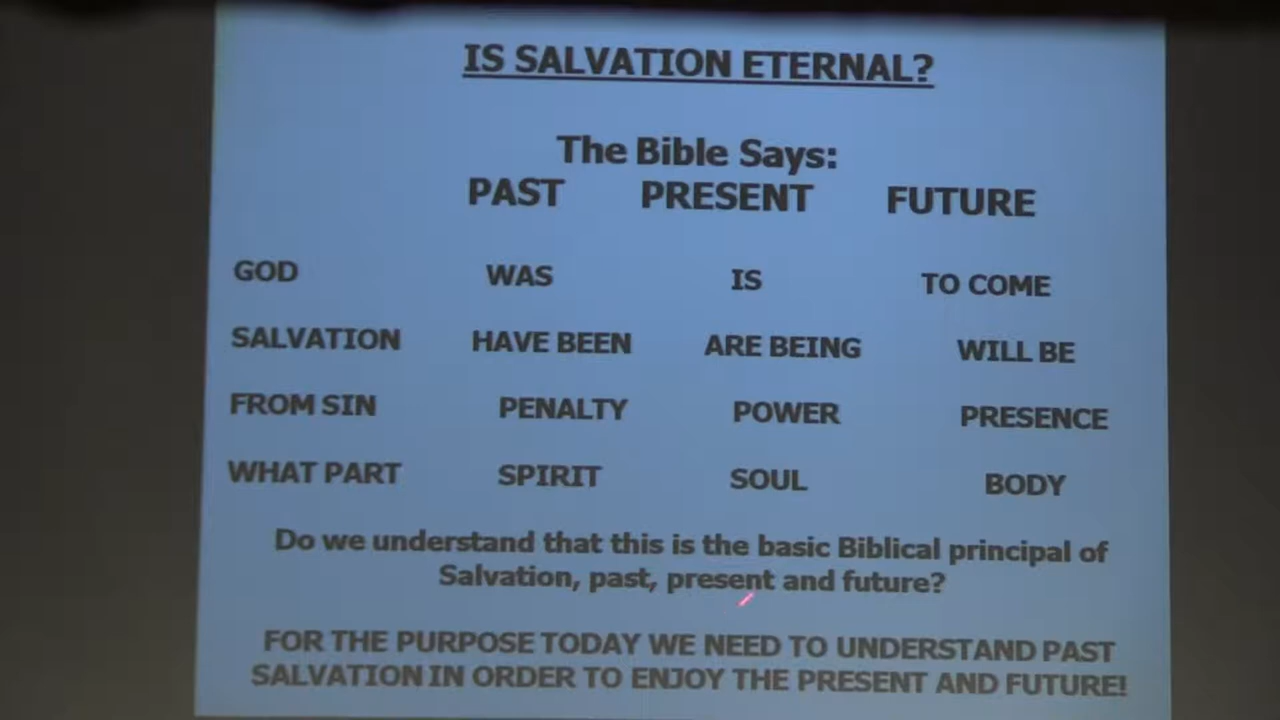 IS SALVATION ETERNAL?
The Bible Says:
PAST PRESENT FUTURE
GOD WAS IS TO COME
SALVATION HAVE BEEN ARE BEING WILL BE
FROM SIN PENALTY POWER PRESENCE
WHAT PART SPIRIT SOUL BODY
Do we understand that this is the basic Biblical principal of
Salvation, past, present and future?
FOR THE PURPOSE TODAY WE NEED TO UNDERSTAND PAST
SALVATION IN ORDER TO ENJOY THE PRESENT AND FUTURE!